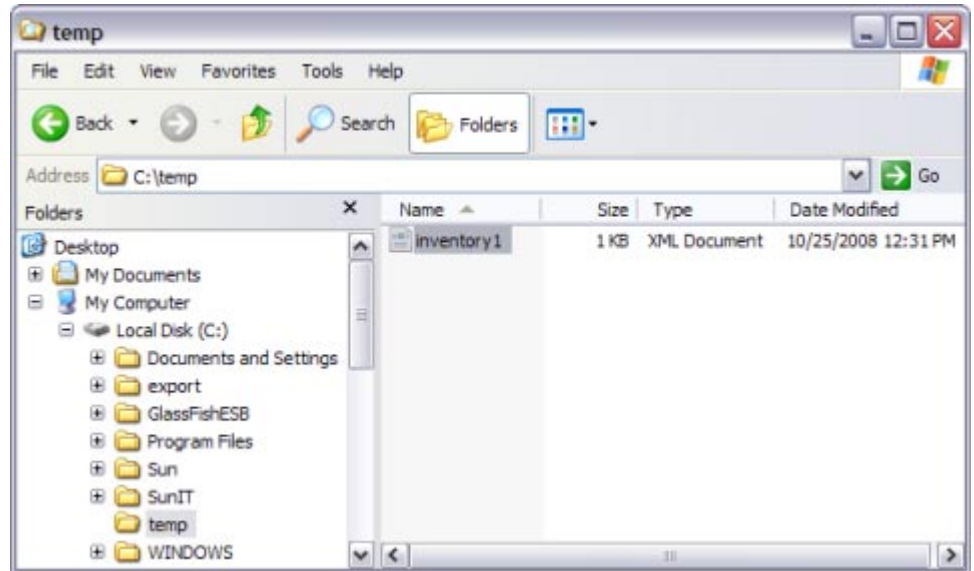 temp
File Edit View Favorites Tools Help
Back Search Folders
Address C:\temp Go
Folders
Desktop
My Documents
My Computer
Local Disk (C:)
Documents and Settings
export
GlassFishESB
Program Files
Sun
SunIT
temp
WINDOWS
Name Size Type Date Modified
inventory1 1 KB XML Document 10/25/2008 12:31 PM